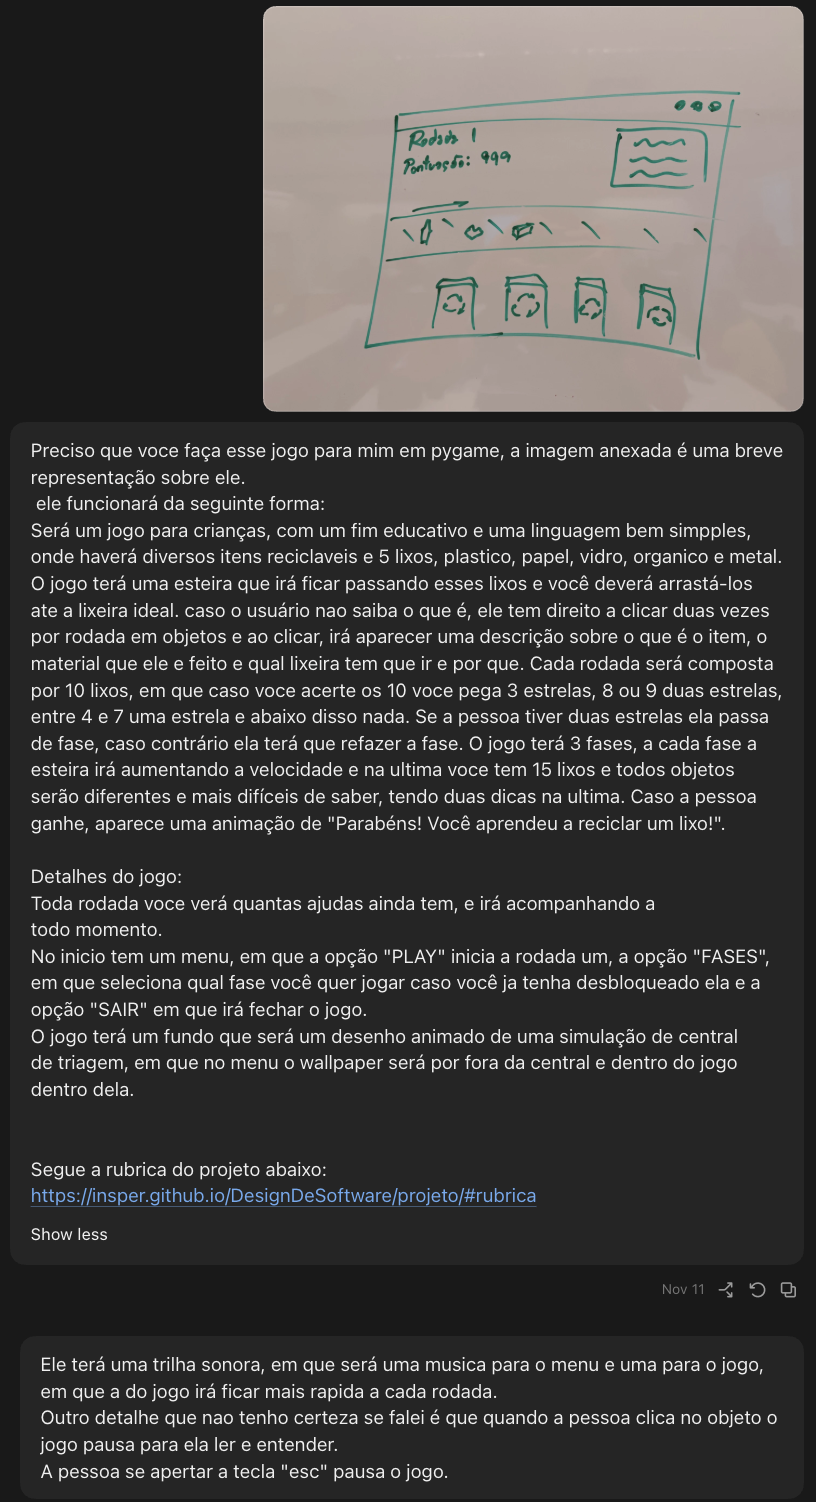 Rodada 1
Pontuação: 999
Preciso que voce faça esse jogo para mim em pygame, a imagem anexada é uma breve
representação sobre ele.
ele funcionará da seguinte forma:
Será um jogo para crianças, com um fim educativo e uma linguagem bem simpples,
onde haverá diversos itens reciclaveis e 5 lixos, plastico, papel, vidro, organico e metal.
O jogo terá uma esteira que irá ficar passando esses lixos e você deverá arrastá-los
ate a lixeira ideal. caso o usuário nao saiba o que é, ele tem direito a clicar duas vezes
por rodada em objetos e ao clicar, irá aparecer uma descrição sobre o que é o item, o
material que ele e feito e qual lixeira tem que ir e por que. Cada rodada será composta
por 10 lixos, em que caso voce acerte os 10 voce pega 3 estrelas, 8 ou 9 duas estrelas,
entre 4 e 7 uma estrela e abaixo disso nada. Se a pessoa tiver duas estrelas ela passa
de fase, caso contrário ela terá que refazer a fase. O jogo terá 3 fases, a cada fase a
esteira irá aumentando a velocidade e na ultima voce tem 15 lixos e todos objetos
serão diferentes e mais difíceis de saber, tendo duas dicas na ultima. Caso a pessoa
ganhe, aparece uma animação de "Parabéns! Você aprendeu a reciclar um lixo!".
Detalhes do jogo:
Toda rodada voce verá quantas ajudas ainda tem, e irá acompanhando a
todo momento.
No inicio tem um menu, em que a opção "PLAY" inicia a rodada um, a opção "FASES",
em que seleciona qual fase você quer jogar caso você ja tenha desbloqueado ela e a
opção "SAIR" em que irá fechar o jogo.
O jogo terá um fundo que será um desenho animado de uma simulação de central
de triagem, em que no menu o wallpaper será por fora da central e dentro do jogo
dentro dela.
Segue a rubrica do projeto abaixo:
https://insper.github.io/DesignDeSoftware/projeto/#rubrica
Show less
Nov 11
Ele terá uma trilha sonora, em que será uma musica para o menu e uma para o jogo,
em que a do jogo irá ficar mais rapida a cada rodada.
Outro detalhe que nao tenho certeza se falei é que quando a pessoa clica no objeto o
jogo pausa para ela ler e entender.
A pessoa se apertar a tecla "esc" pausa o jogo.